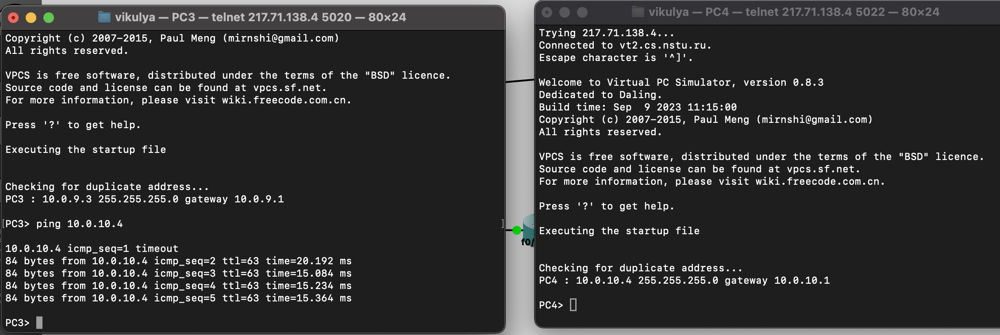 vikulya — PC3 — telnet 217.71.138.4 5020 — 80×24
Copyright (c) 2007-2015, Paul Meng (mirnshi@gmail.com)
All rights reserved.
VPCS is free software, distributed under the terms of the "BSD" licence.
Source code and license can be found at vpcs.sf.net.
For more information, please visit wiki.freecode.com.cn.
Press '?' to get help.
Executing the startup file
Checking for duplicate address...
PC3 : 10.0.9.3 255.255.255.0 gateway 10.0.9.1
[PC3> ping 10.0.10.4 ]
10.0.10.4 icmp_seq=1 timeout
84 bytes from 10.0.10.4 icmp_seq=2 ttl=63 time=20.192 ms
84 bytes from 10.0.10.4 icmp_seq=3 ttl=63 time=15.084 ms
84 bytes from 10.0.10.4 icmp_seq=4 ttl=63 time=15.234 ms
84 bytes from 10.0.10.4 icmp_seq=5 ttl=63 time=15.364 ms
PC3>
f0/
vikulya — PC4 — telnet 217.71.138.4 5022 — 80×24
Trying 217.71.138.4...
Connected to vt2.cs.nstu.ru.
Escape character is '^]'.
Welcome to Virtual PC Simulator, version 0.8.3
Dedicated to Daling.
Build time: Sep  9 2023 11:15:00
Copyright (c) 2007-2015, Paul Meng (mirnshi@gmail.com)
All rights reserved.
VPCS is free software, distributed under the terms of the "BSD" licence.
Source code and license can be found at vpcs.sf.net.
For more information, please visit wiki.freecode.com.cn.
Press '?' to get help.
Executing the startup file
Checking for duplicate address...
PC4 : 10.0.10.4 255.255.255.0 gateway 10.0.10.1
PC4>